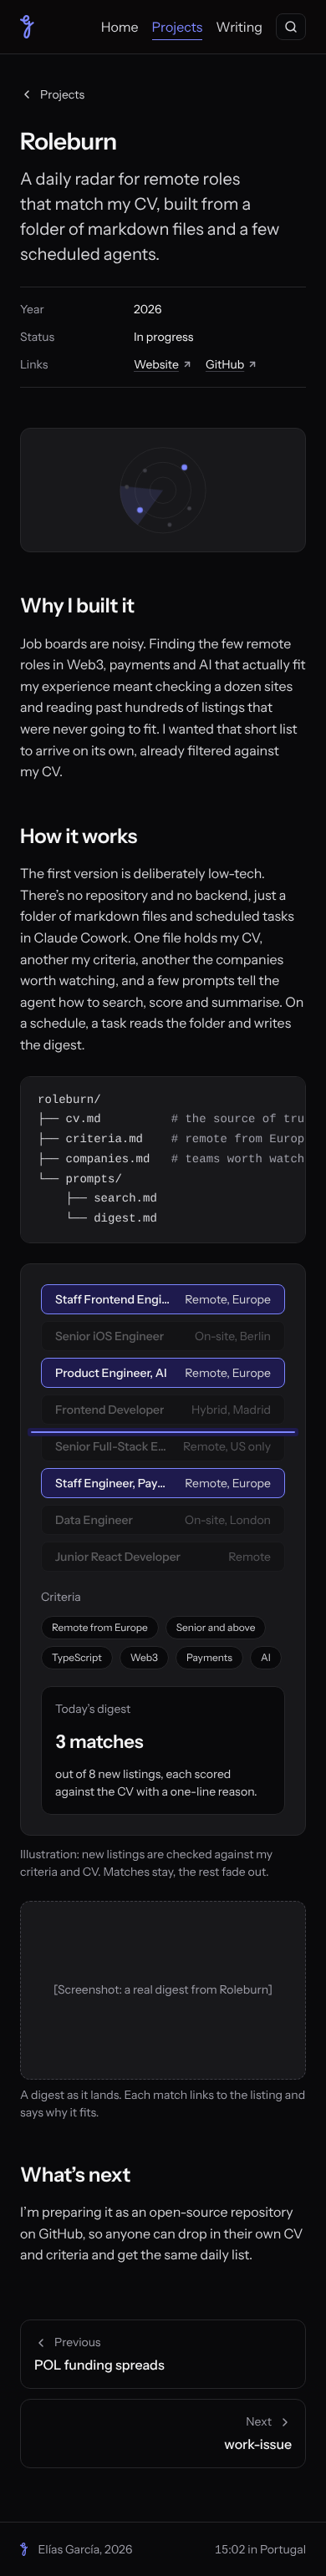 Home Projects Writing
Projects
Roleburn
A daily radar for remote roles
that match my CV, built from a
folder of markdown files and a few
scheduled agents.
Year 2026
Status In progress
Links Website GitHub
Why I built it
Job boards are noisy. Finding the few remote
roles in Web3, payments and AI that actually fit
my experience meant checking a dozen sites
and reading past hundreds of listings that
were never going to fit. I wanted that short list
to arrive on its own, already filtered against
my CV.
How it works
The first version is deliberately low-tech.
There’s no repository and no backend, just a
folder of markdown files and scheduled tasks
in Claude Cowork. One file holds my CV,
another my criteria, another the companies
worth watching, and a few prompts tell the
agent how to search, score and summarise. On
a schedule, a task reads the folder and writes
the digest.
roleburn/
├── cv.md # the source of tru
├── criteria.md # remote from Europ
├── companies.md # teams worth watch
└── prompts/
├── search.md
└── digest.md
Staff Frontend Engi... Remote, Europe
Senior iOS Engineer On-site, Berlin
Product Engineer, AI Remote, Europe
Frontend Developer Hybrid, Madrid
Senior Full-Stack E... Remote, US only
Staff Engineer, Pay... Remote, Europe
Data Engineer On-site, London
Junior React Developer Remote
Criteria
Remote from Europe Senior and above
TypeScript Web3 Payments AI
Today’s digest
3 matches
out of 8 new listings, each scored
against the CV with a one-line reason.
Illustration: new listings are checked against my
criteria and CV. Matches stay, the rest fade out.
[Screenshot: a real digest from Roleburn]
A digest as it lands. Each match links to the listing and
says why it fits.
What’s next
I’m preparing it as an open-source repository
on GitHub, so anyone can drop in their own CV
and criteria and get the same daily list.
Previous
POL funding spreads
Next
work-issue
Elías García, 2026 15:02 in Portugal